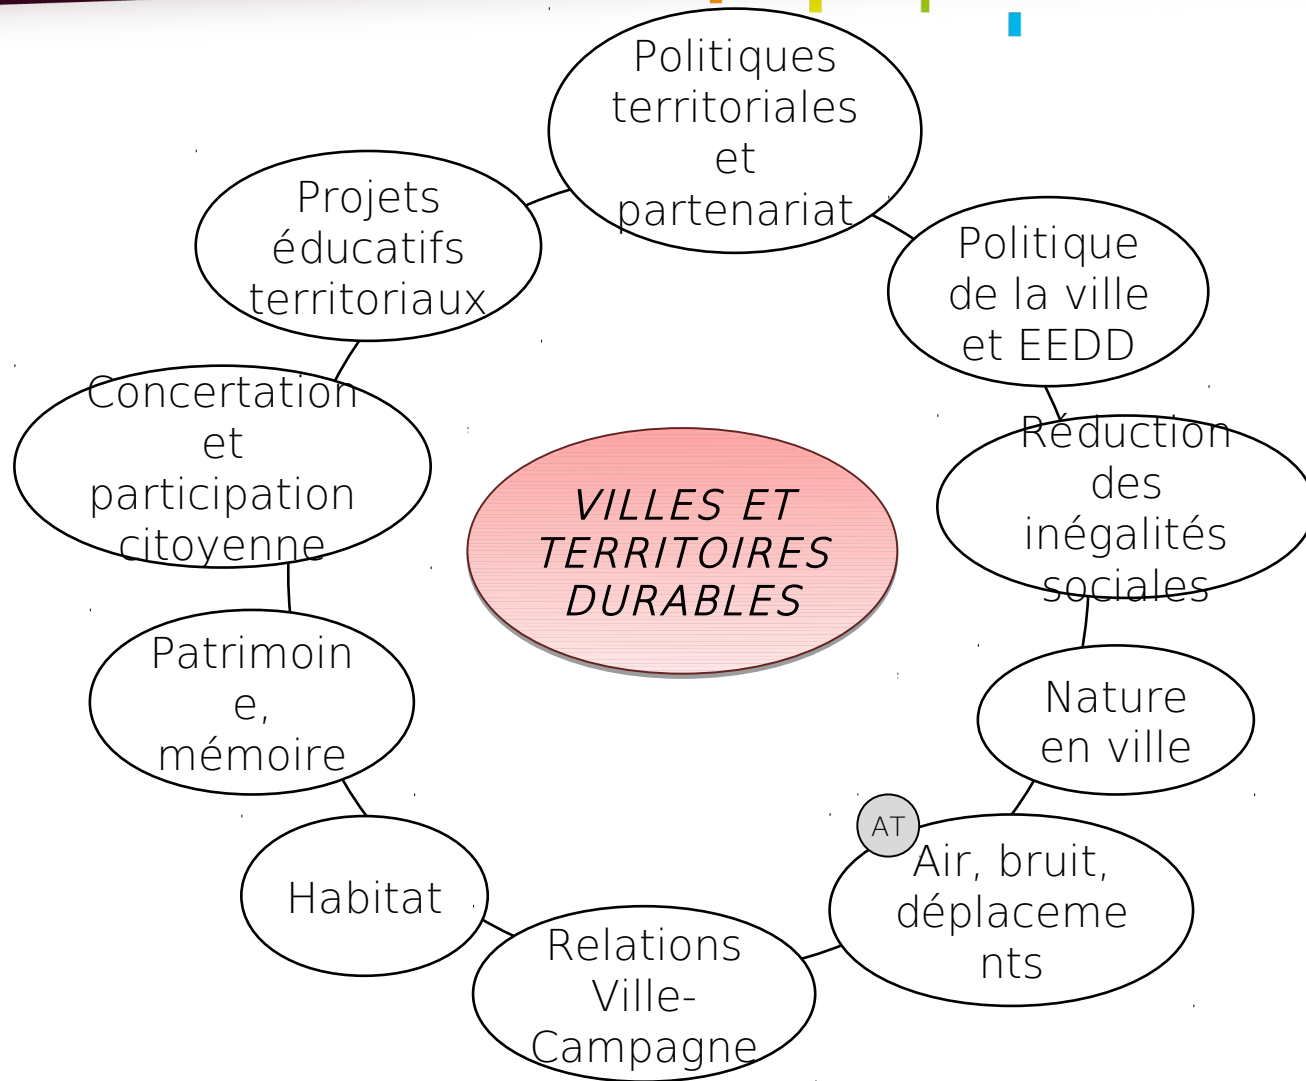 Politiques
territoriales
et
partenariat
Projets
éducatifs
territoriaux
Politique
de la ville
et EEDD
Concertation
et
participation
citoyenne
Réduction
des
inégalités
sociales
VILLES ET
TERRITOIRES
DURABLES
Patrimoin
e,
mémoire
Nature
en ville
AT
Air, bruit,
déplaceme
nts
Habitat
Relations
Ville-
Campagne